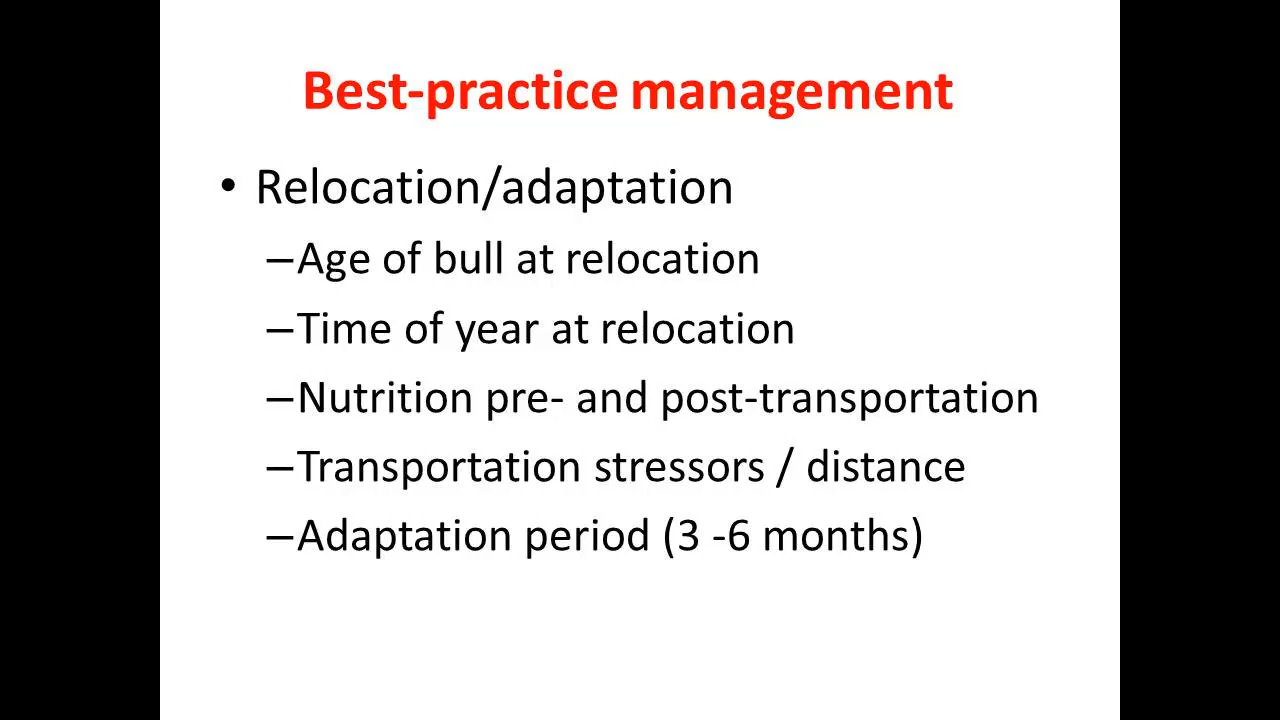 Best-practice management
• Relocation/adaptation
–Age of bull at relocation
–Time of year at relocation
–Nutrition pre- and post-transportation
–Transportation stressors / distance
–Adaptation period (3 -6 months)